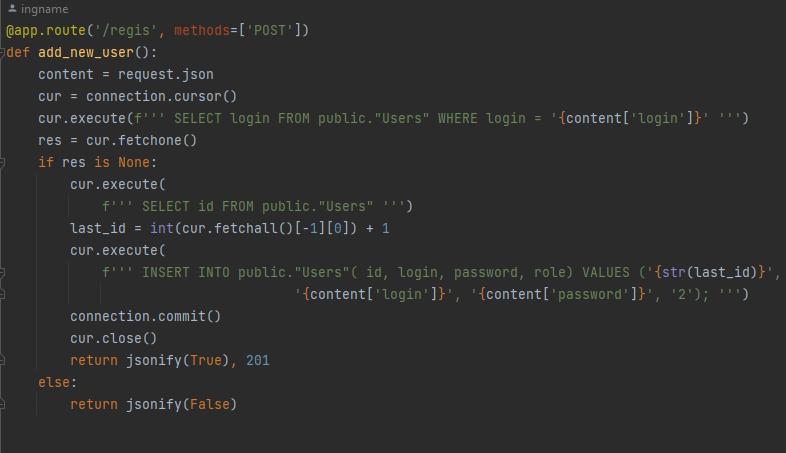 ingname
@app.route('/regis', methods=['POST'])
def add_new_user():
    content = request.json
    cur = connection.cursor()
    cur.execute(f''' SELECT login FROM public."Users" WHERE login = '{content['login']}' ''')
    res = cur.fetchone()
    if res is None:
        cur.execute(
            f''' SELECT id FROM public."Users" ''')
        last_id = int(cur.fetchall()[-1][0]) + 1
        cur.execute(
            f''' INSERT INTO public."Users"( id, login, password, role) VALUES ('{str(last_id)}',
                                    '{content['login']}', '{content['password']}', '2'); ''')
        connection.commit()
        cur.close()
        return jsonify(True), 201
    else:
        return jsonify(False)